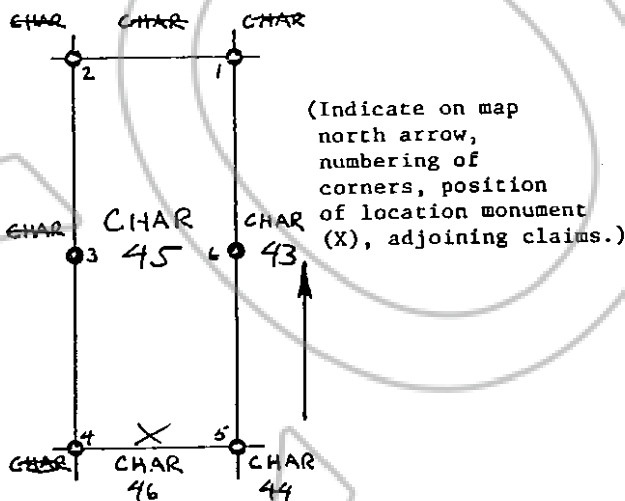 CHAR CHAR CHAR
2 1
(Indicate on map
north arrow,
numbering of
corners, position
of location monument
(X), adjoining claims.)
CHAR CHAR CHAR
3 45 6 43
4 X 5
CHAR CHAR CHAR
46 44